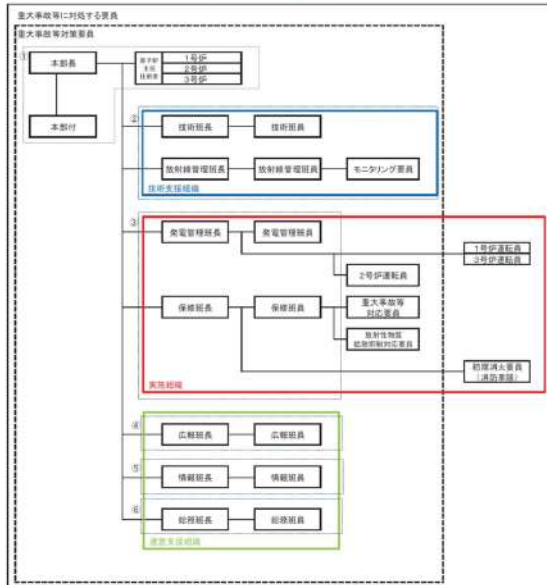 重大事故等に対処する要員
重大事故等対策要員
①
本部長
原子炉
主任
技術者
1号炉
2号炉
3号炉
本部付
②
技術班長
技術班員
放射線管理班長
放射線管理班員
モニタリング要員
技術支援組織
③
発電管理班長
発電管理班員
1号炉運転員
3号炉運転員
2号炉運転員
保修班長
保修班員
重大事故等
対応要員
放射性物質
拡散抑制対応要員
初期消火要員
(消防車隊)
実施組織
④
広報班長
広報班員
⑤
情報班長
情報班員
⑥
総務班長
総務班員
運営支援組織